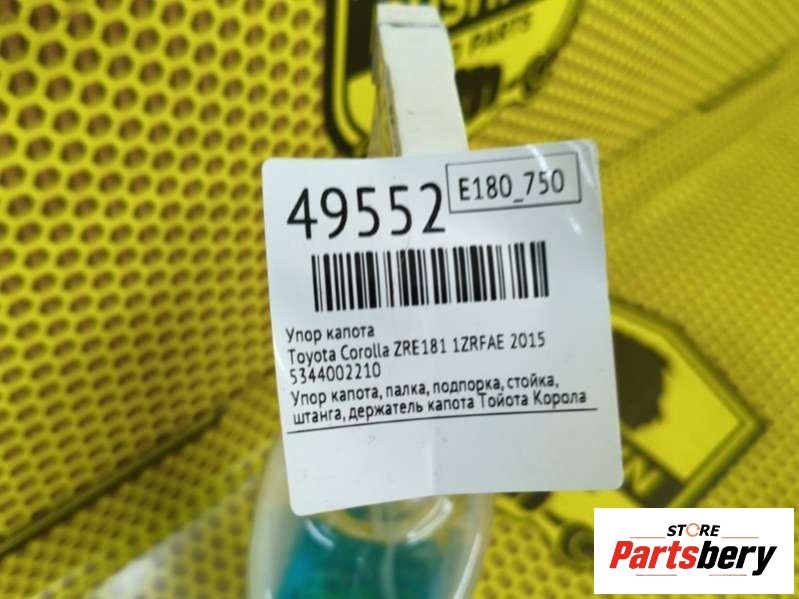 PARTS
49552
E180_750
Упор капота
Toyota Corolla ZRE181 1ZRFAE 2015
5344002210
Упор капота, палка, подпорка, стойка,
штанга, держатель капота Тойота Корола
STORE
Partsbery